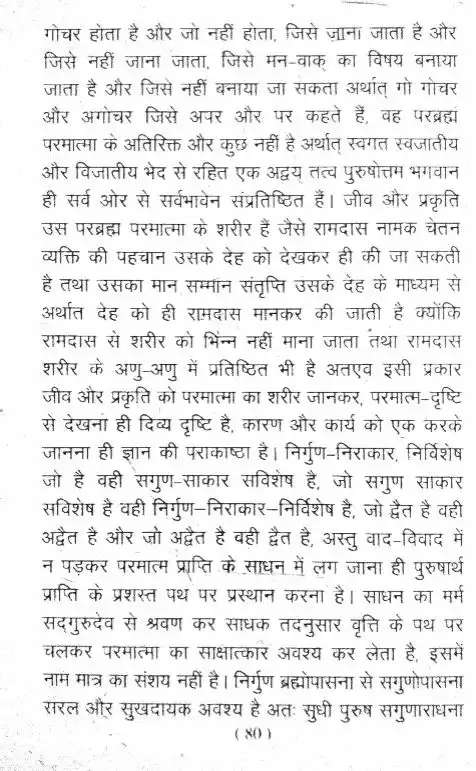 गोचर होता है और जो नहीं होता, जिसे जाना जाता है और
जिसे नहीं जाना जाता, जिसे मन-वाक् का विषय बनाया
जाता है और जिसे नहीं बनाया जा सकता अर्थात् गो गोचर
और अगोचर जिसे अपर और पर कहते हैं, वह परब्रह्म
परमात्मा के अतिरिक्त और कुछ नहीं है अर्थात् स्वगत स्वजातीय
और विजातीय भेद से रहित एक अद्वय तत्व पुरुषोत्तम भगवान
ही सर्व ओर से सर्वभावेन संप्रतिष्ठित हैं। जीव और प्रकृति
उस परब्रह्म परमात्मा के शरीर हैं जैसे रामदास नामक चेतन
व्यक्ति की पहचान उसके देह को देखकर ही की जा सकती
है तथा उसका मान सम्मान संतृप्ति उसके देह के माध्यम से
अर्थात देह को ही रामदास मानकर की जाती है क्योंकि
रामदास से शरीर को भिन्न नहीं माना जाता तथा रामदास
शरीर के अणु-अणु में प्रतिष्ठित भी है अतएव इसी प्रकार
जीव और प्रकृति को परमात्मा का शरीर जानकर, परमात्म-दृष्टि
से देखना ही दिव्य दृष्टि है, कारण और कार्य को एक करके
जानना ही ज्ञान की पराकाष्ठा है। निर्गुण-निराकार, निर्विशेष
जो है वही सगुण-साकार सविशेष है, जो सगुण साकार
सविशेष है वही निर्गुण-निराकार-निर्विशेष है, जो द्वैत है वही
अद्वैत है और जो अद्वैत है वही द्वैत है, अस्तु वाद-विवाद में
न पड़कर परमात्म प्राप्ति के साधन में लग जाना ही पुरुषार्थ
प्राप्ति के प्रशस्त पथ पर प्रस्थान करना है। साधन का मर्म
सद्‌गुरुदेव से श्रवण कर साधक तदनुसार वृत्ति के पथ पर
चलकर परमात्मा का साक्षात्कार अवश्य कर लेता है, इसमें
नाम मात्र का संशय नहीं है। निर्गुण ब्रह्मोपासना से सगुणोपासना
सरल और सुखदायक अवश्य है अतः सुधी पुरुष सगुणाराधना
( 80 )